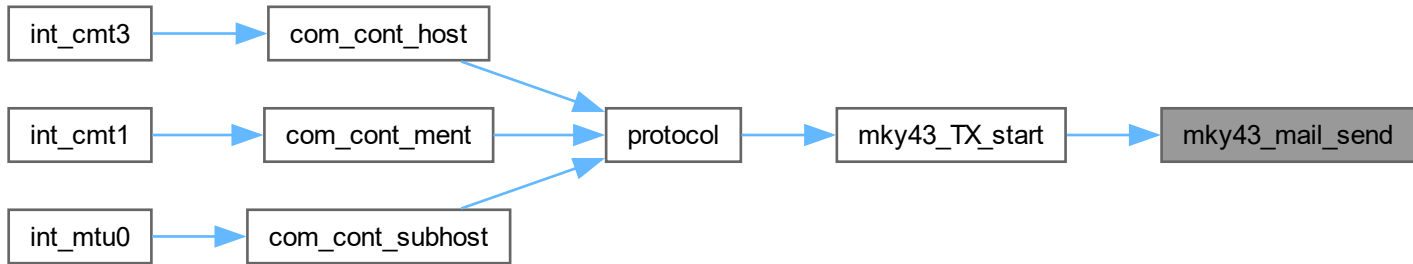 int_cmt3
com_cont_host
int_cmt1
com_cont_ment
protocol
mky43_TX_start
mky43_mail_send
int_mtu0
com_cont_subhost